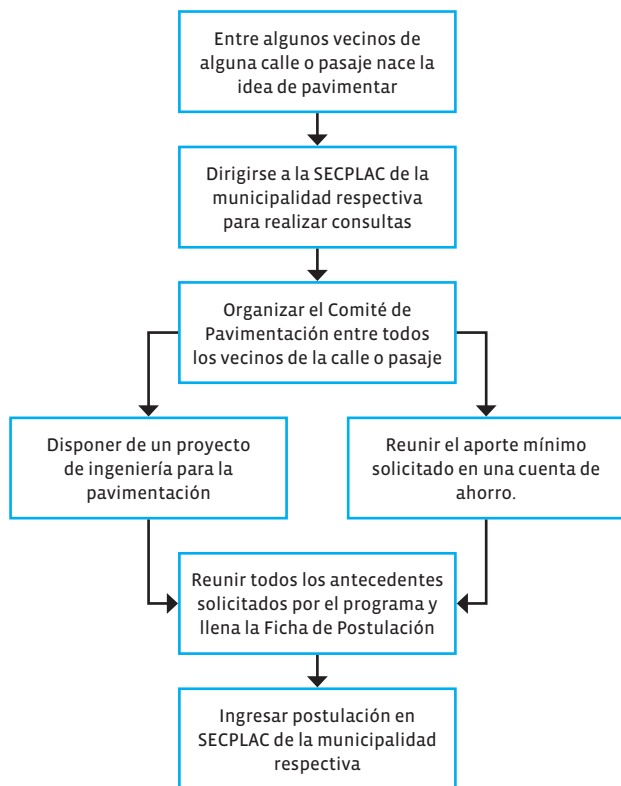 Entre algunos vecinos de
alguna calle o pasaje nace la
idea de pavimentar
Dirigirse a la SECPLAC de la
municipalidad respectiva
para realizar consultas
Organizar el Comité de
Pavimentación entre todos
los vecinos de la calle o pasaje
Disponer de un proyecto
de ingeniería para la
pavimentación
Reunir el aporte mínimo
solicitado en una cuenta de
ahorro.
Reunir todos los antecedentes
solicitados por el programa y
llena la Ficha de Postulación
Ingresar postulación en
SECPLAC de la municipalidad
respectiva